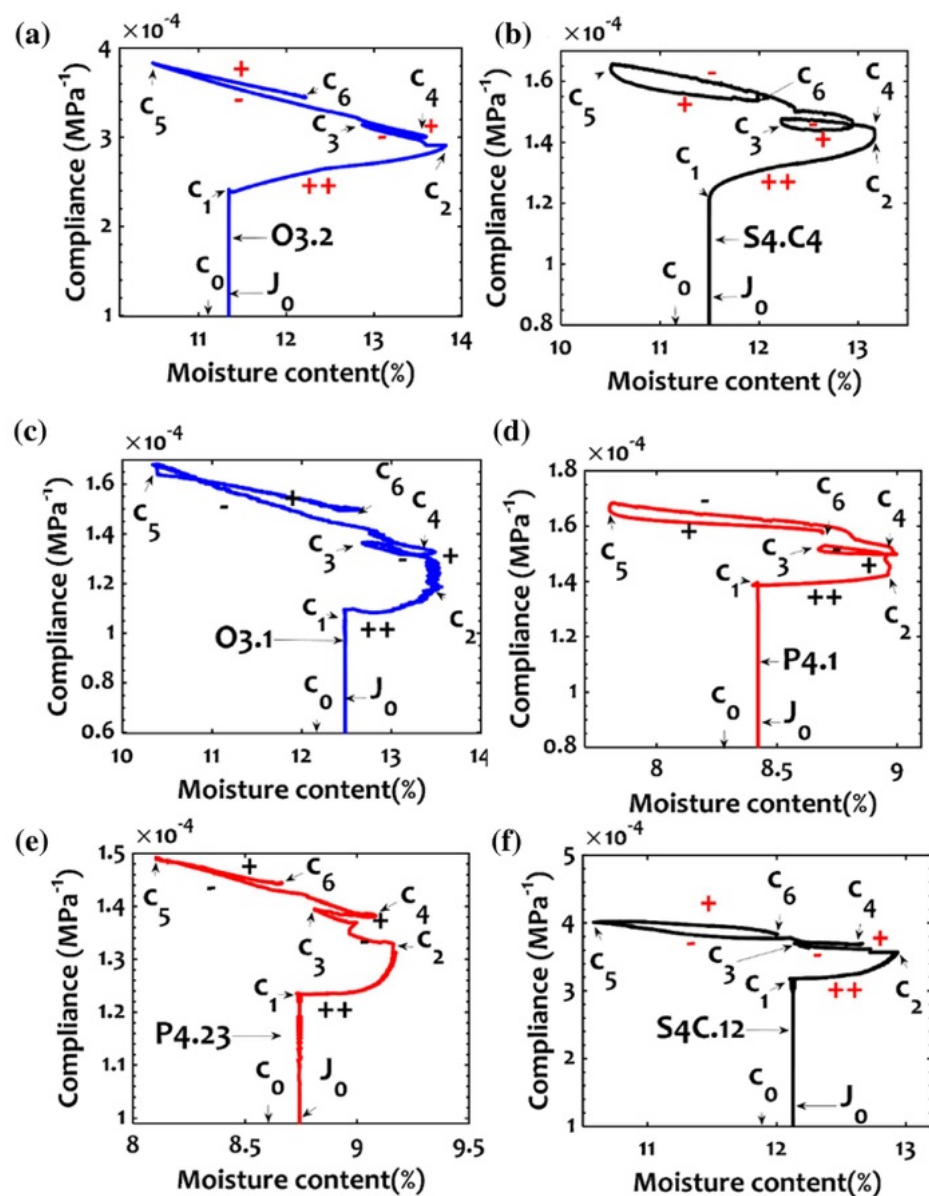 (a)
×10⁻⁴
Compliance (MPa⁻¹)
4
3
2
1
11
12
13
14
Moisture content(%)
c₅
+
-
c₆
c₄
c₃
+
-
c₁
++
c₂
O3.2
c₀
J₀
(b)
×10⁻⁴
Compliance (MPa⁻¹)
1.6
1.4
1.2
1
0.8
10
11
12
13
Moisture content (%)
c₅
-
+
c₆
c₄
c₃
-
+
c₁
++
c₂
S4.C4
c₀
J₀
(c)
×10⁻⁴
Compliance (MPa⁻¹)
1.6
1.4
1.2
1
0.8
0.6
10
11
12
13
14
Moisture content(%)
c₅
+
-
c₆
c₄
c₃
+
-
c₁
++
c₂
O3.1
c₀
J₀
(d)
×10⁻⁴
Compliance (MPa⁻¹)
1.8
1.6
1.4
1.2
1
0.8
8
8.5
9
Moisture content(%)
c₅
-
+
c₆
c₄
c₃
-
+
c₁
++
c₂
P4.1
c₀
J₀
(e)
×10⁻⁴
Compliance (MPa⁻¹)
1.5
1.4
1.3
1.2
1.1
1
8
8.5
9
9.5
Moisture content(%)
c₅
+
-
c₆
c₄
c₃
+
-
c₁
++
c₂
P4.23
c₀
J₀
(f)
×10⁻⁴
Compliance (MPa⁻¹)
5
4
3
2
1
11
12
13
Moisture content(%)
c₅
+
-
c₆
c₄
c₃
+
-
c₁
++
c₂
S4C.12
c₀
J₀